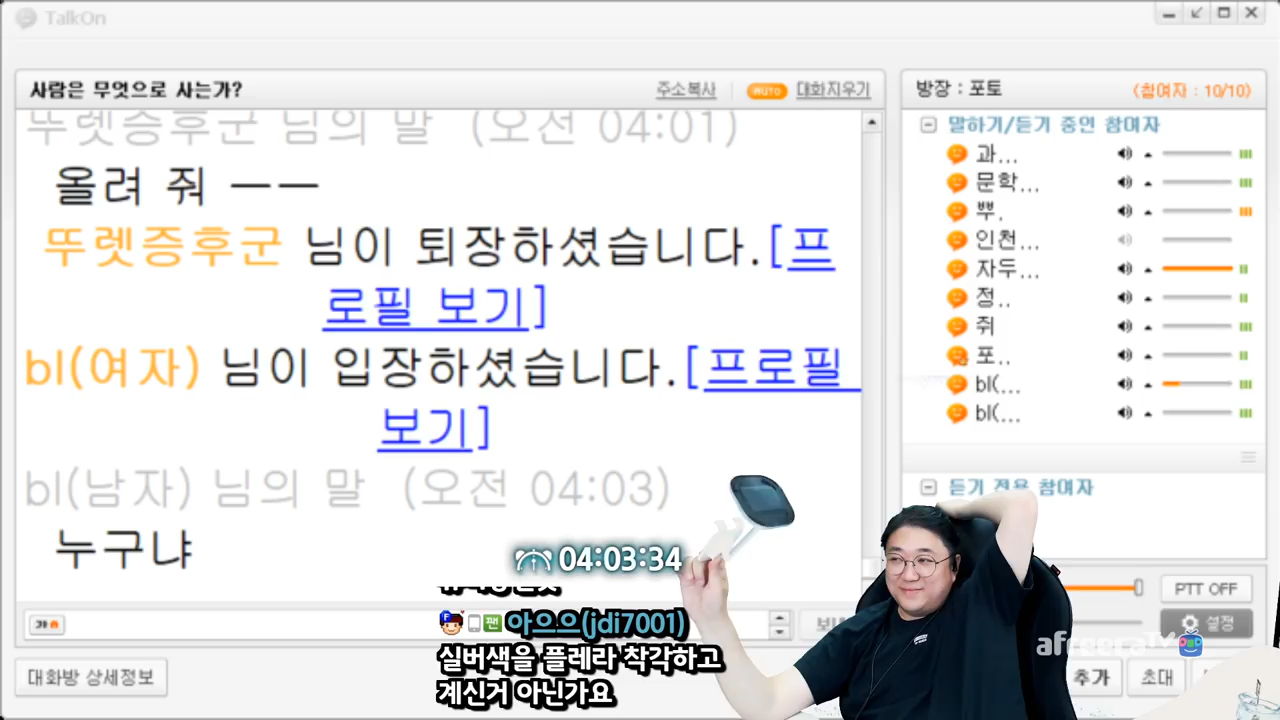 TalkOn
사람은 무엇으로 사는가?
주소복사
AUTO
대화지우기
뚜렛증후군 님의 말 (오전 04:01)
올려 줘 ㅡㅡ
뚜렛증후군 님이 퇴장하셨습니다.[프
로필 보기]
bl(여자) 님이 입장하셨습니다.[프로필
보기]
bl(남자) 님의 말 (오전 04:03)
누구냐
04:03:34
팬 아으으(jdi7001)
실버색을 플레라 착각하고
계신거 아닌가요
대화방 상세정보
방장 : 포토
(참여자 : 10/10)
말하기/듣기 중인 참여자
과...
문학...
뿌.
인천...
자두...
정..
쥐
포..
bl(...
bl(...
듣기 전용 참여자
PTT OFF
설정
afreecaTV
추가
초대